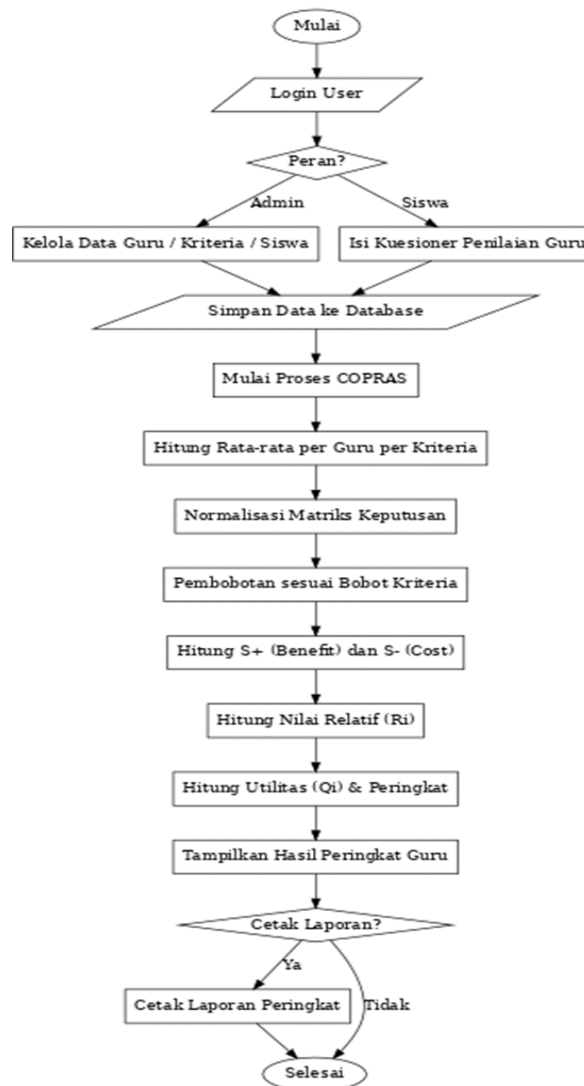 Mulai
Login User
Peran?
Admin
Siswa
Kelola Data Guru / Kriteria / Siswa
Isi Kuesioner Penilaian Guru
Simpan Data ke Database
Mulai Proses COPRAS
Hitung Rata-rata per Guru per Kriteria
Normalisasi Matriks Keputusan
Pembobotan sesuai Bobot Kriteria
Hitung S+ (Benefit) dan S- (Cost)
Hitung Nilai Relatif (Ri)
Hitung Utilitas (Qi) & Peringkat
Tampilkan Hasil Peringkat Guru
Cetak Laporan?
Ya
Cetak Laporan Peringkat
Tidak
Selesai